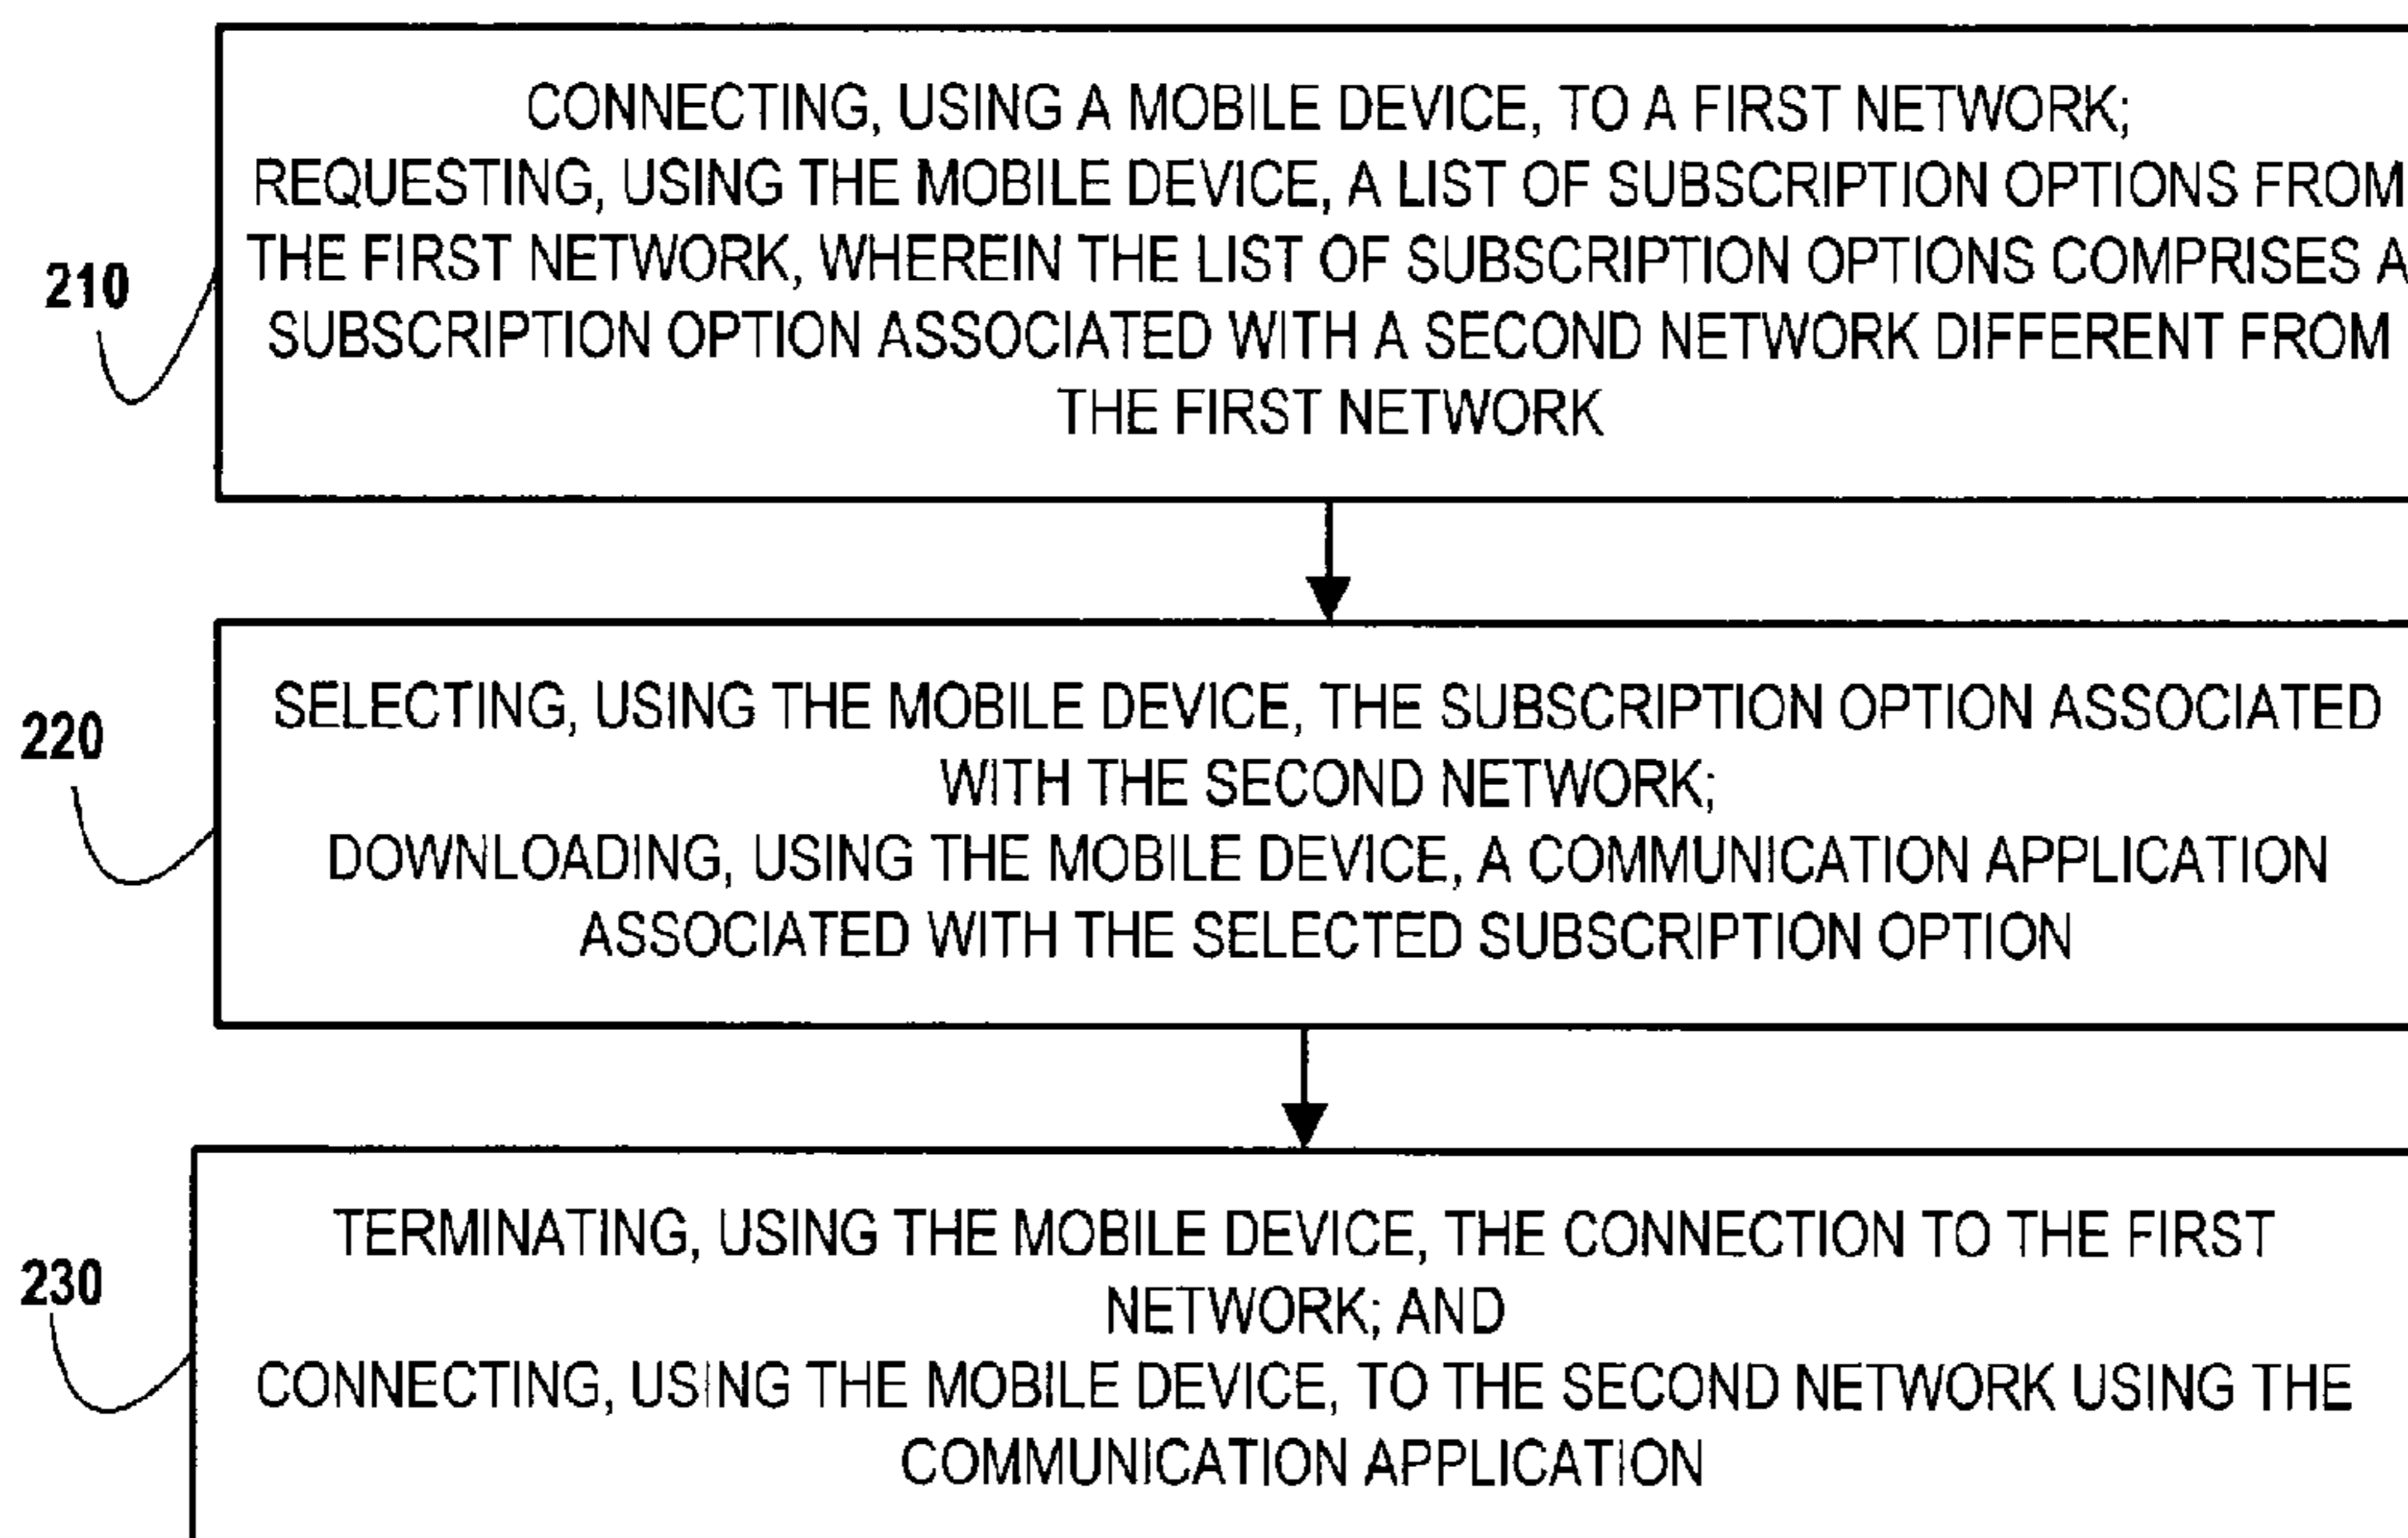 CONNECTING, USING A MOBILE DEVICE, TO A FIRST NETWORK;
REQUESTING, USING THE MOBILE DEVICE, A LIST OF SUBSCRIPTION OPTIONS FROM
THE FIRST NETWORK, WHEREIN THE LIST OF SUBSCRIPTION OPTIONS COMPRISES A
210
SUBSCRIPTION OPTION ASSOCIATED WITH A SECOND NETWORK DIFFERENT FROM
THE FIRST NETWORK
SELECTING, USING THE MOBILE DEVICE, THE SUBSCRIPTION OPTION ASSOCIATED
220
WITH THE SECOND NETWORK;
DOWNLOADING, USING THE MOBILE DEVICE, A COMMUNICATION APPLICATION
ASSOCIATED WITH THE SELECTED SUBSCRIPTION OPTION
TERMINATING, USING THE MOBILE DEVICE, THE CONNECTION TO THE FIRST
230
NETWORK; AND
CONNECTING, USING THE MOBILE DEVICE, TO THE SECOND NETWORK USING THE
COMMUNICATION APPLICATION